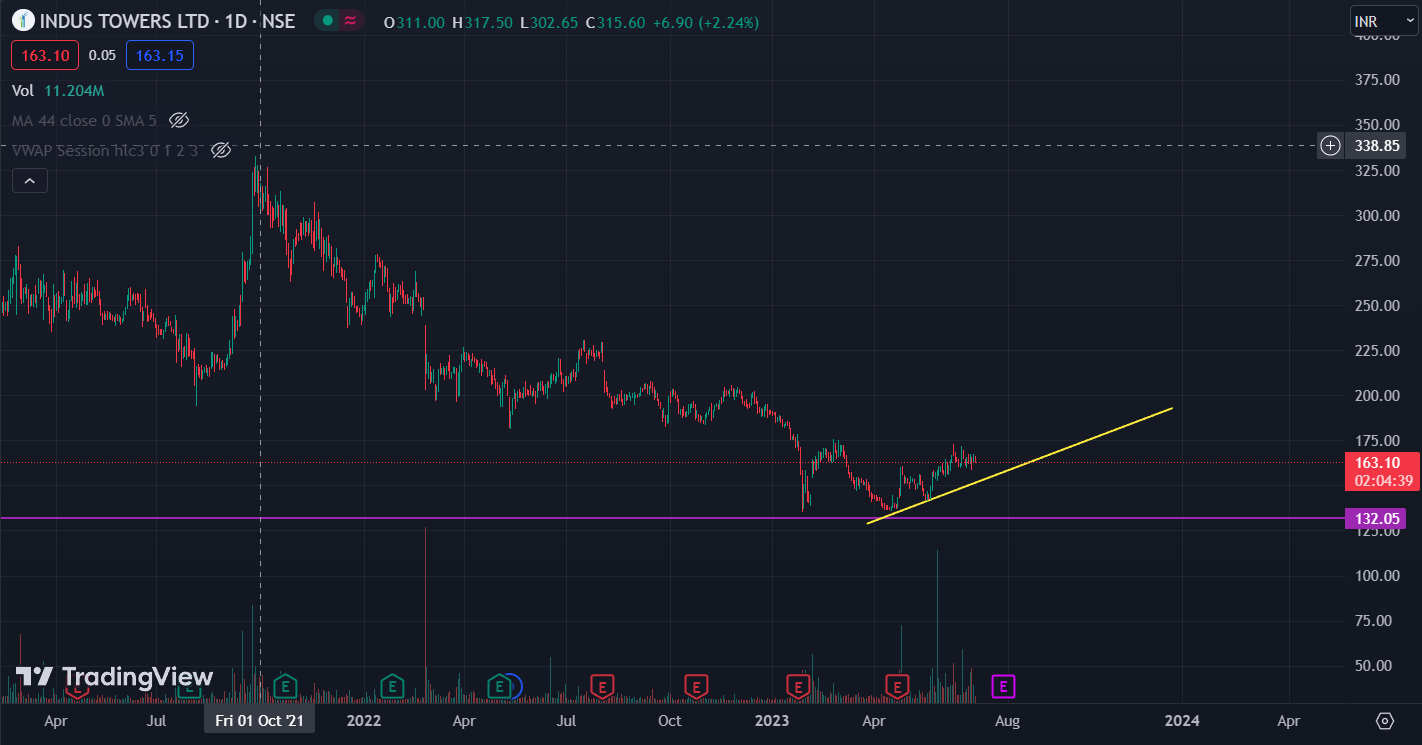 INDUS TOWERS LTD · 1D · NSE O311.00 H317.50 L302.65 C315.60 +6.90 (+2.24%)
INR
163.10 0.05 163.15
Vol 11.204M
MA 44 close 0 SMA 5
VWAP Session hlc3 0 1 2 3
400.00
375.00
350.00
338.85
325.00
300.00
275.00
250.00
225.00
200.00
175.00
163.10
02:04:39
132.05
125.00
100.00
75.00
50.00
TradingView
E E E E E E E E E E
Apr Jul Fri 01 Oct '21 2022 Apr Jul Oct 2023 Apr Aug 2024 Apr